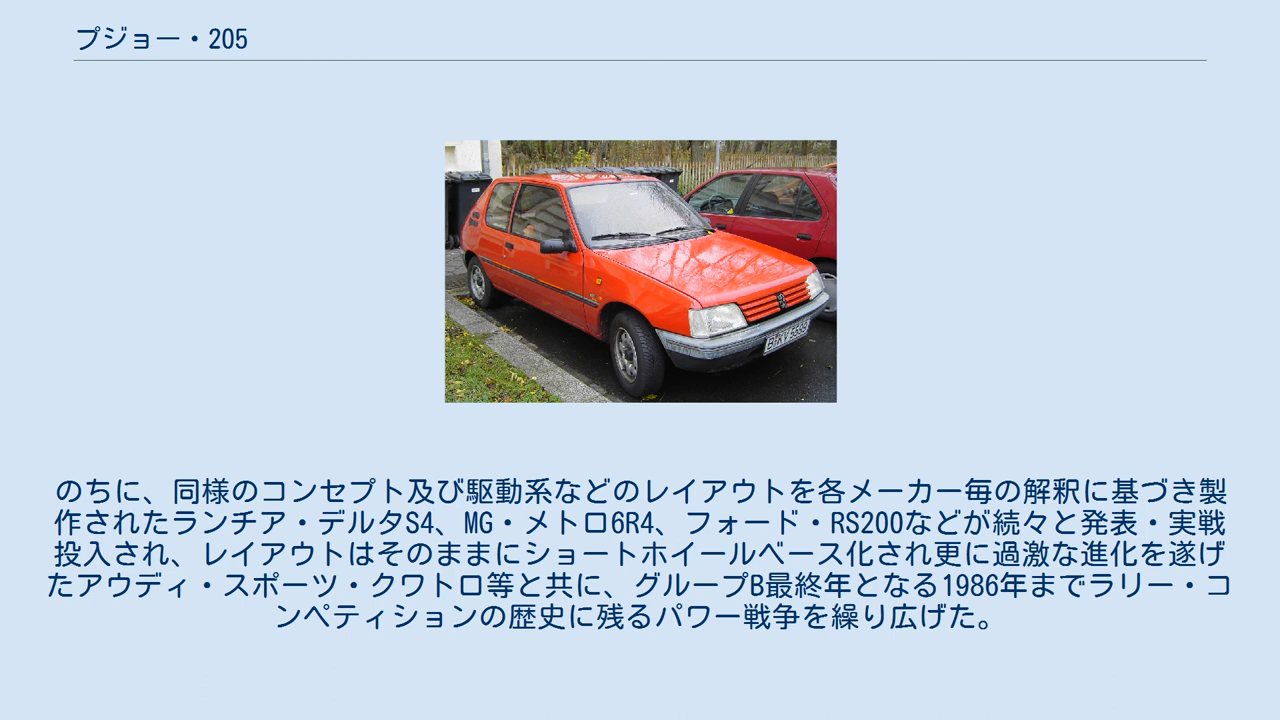 プジョー・205
B·KV 5559
のちに、同様のコンセプト及び駆動系などのレイアウトを各メーカー毎の解釈に基づき製
作されたランチア・デルタS4、MG・メトロ6R4、フォード・RS200などが続々と発表・実戦
投入され、レイアウトはそのままにショートホイールベース化され更に過激な進化を遂げ
たアウディ・スポーツ・クワトロ等と共に、グループB最終年となる1986年までラリー・コ
ンペティションの歴史に残るパワー戦争を繰り広げた。